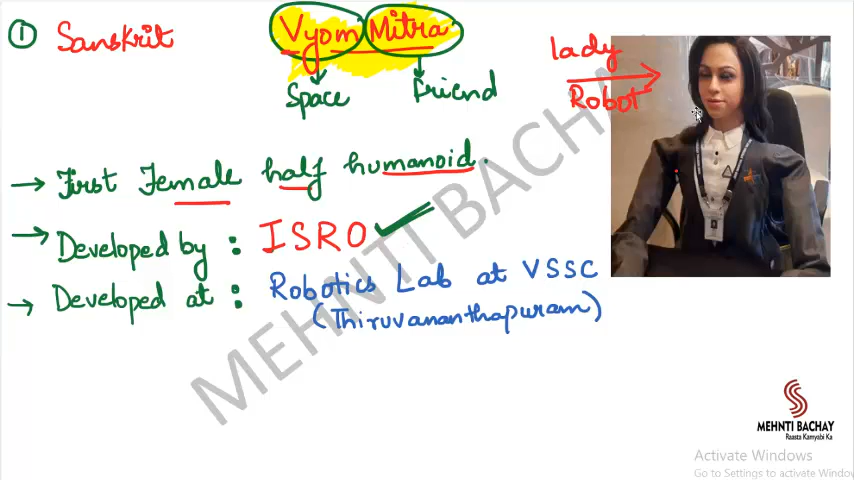 ① Sanskrit
Vyom Mitra
Space
friend
lady
Robot
→ First Female half humanoid.
→ Developed by : ISRO
→ Developed at : Robotics Lab at VSSC
(Thiruvananthapuram)
MEHNTI BACHAY
MEHNTI BACHAY
Raasta Kamyabi Ka
Activate Windows
Go to Settings to activate Window